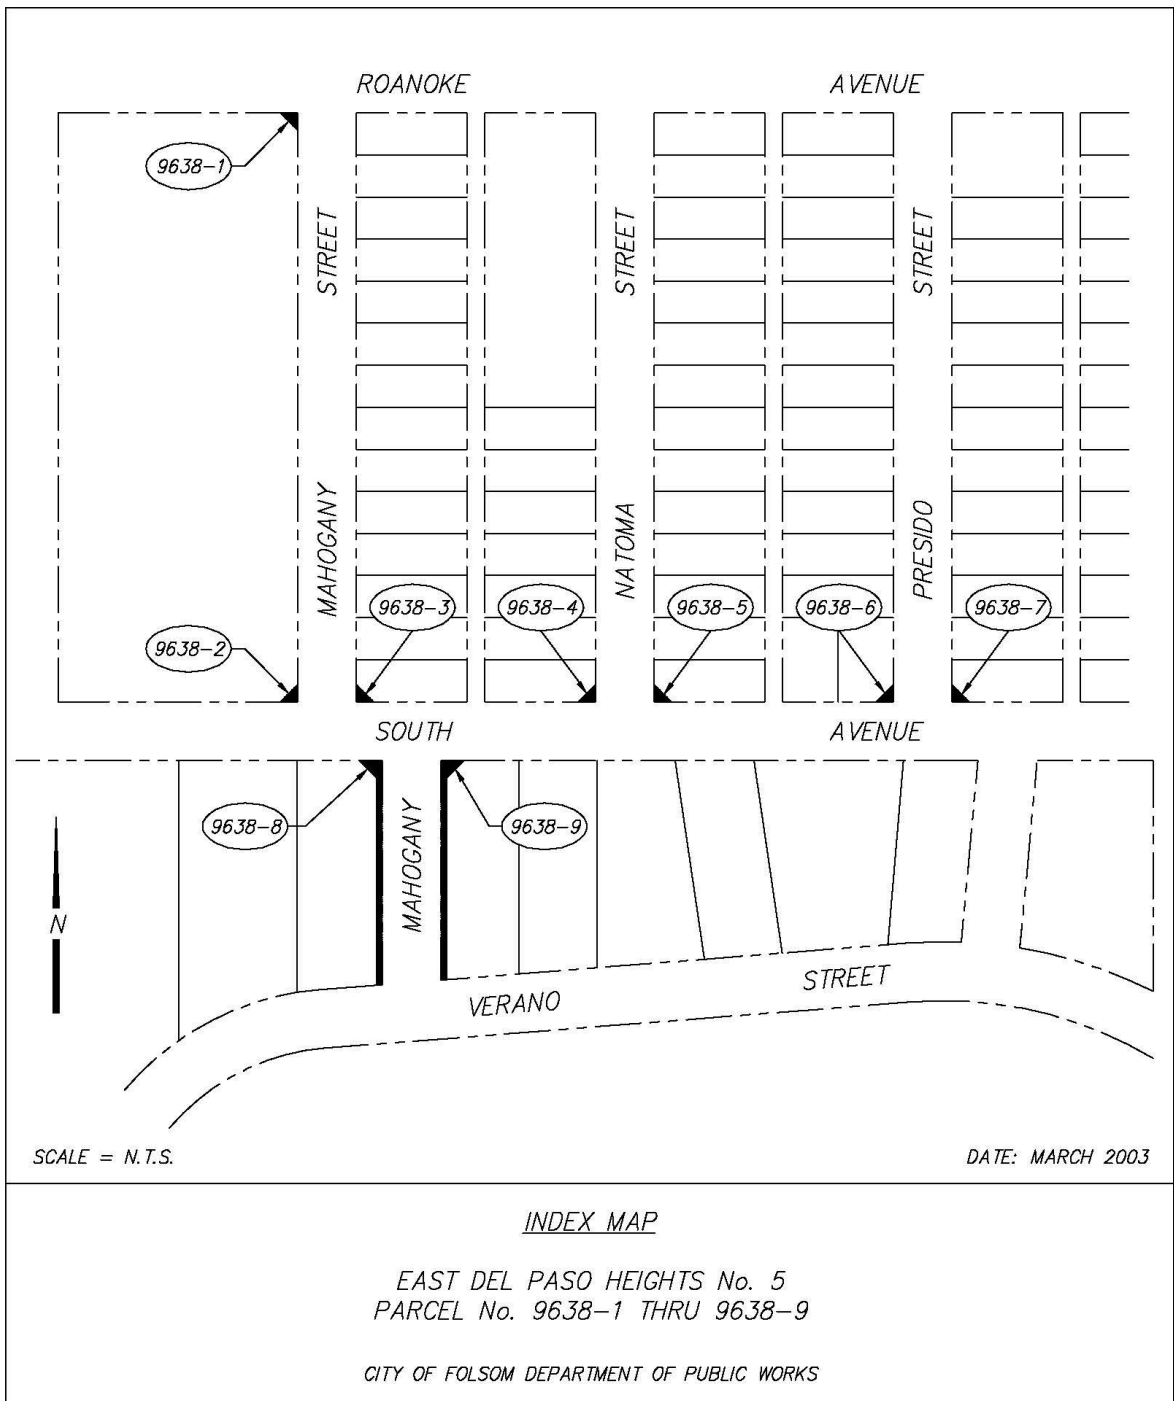 ROANOKE AVENUE
9638-1
STREET
STREET
STREET
MAHOGANY
NATOMA
PRESIDO
9638-2
9638-3
9638-4
9638-5
9638-6
9638-7
SOUTH AVENUE
9638-8
MAHOGANY
9638-9
N
VERANO STREET
SCALE = N.T.S.
DATE: MARCH 2003
INDEX MAP
EAST DEL PASO HEIGHTS No. 5
PARCEL No. 9638-1 THRU 9638-9
CITY OF FOLSOM DEPARTMENT OF PUBLIC WORKS